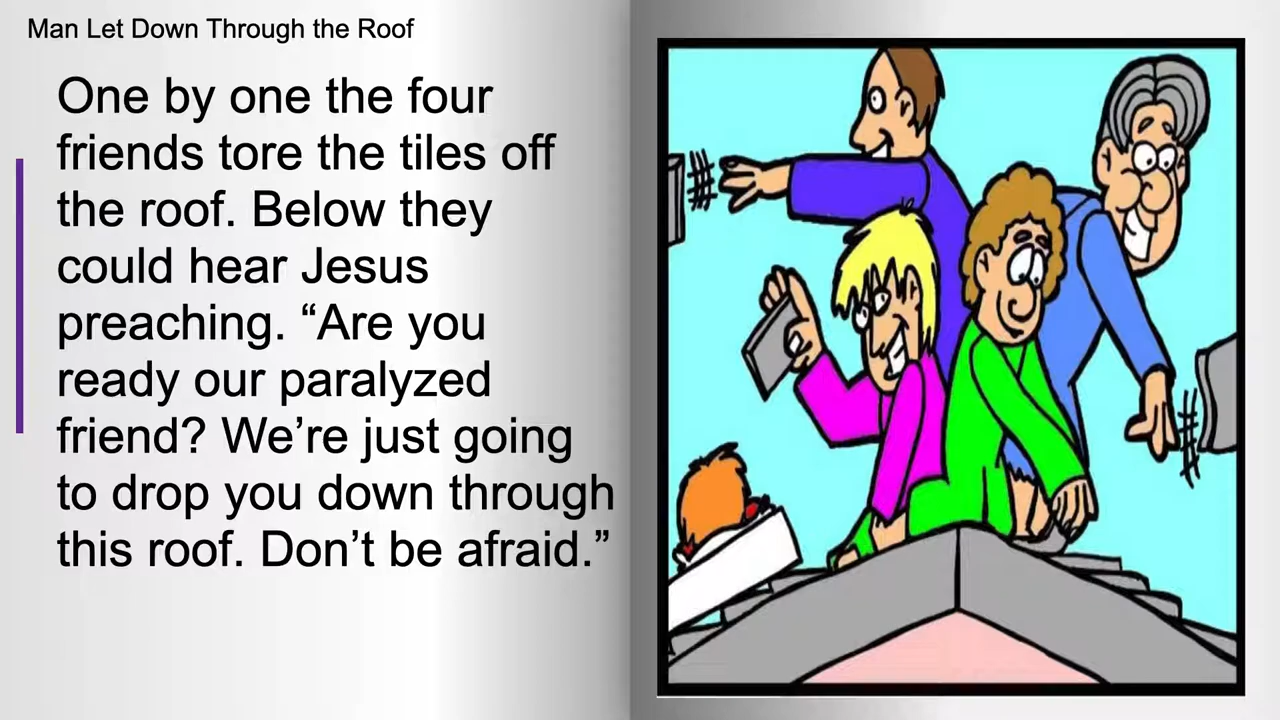 Man Let Down Through the Roof
One by one the four
friends tore the tiles off
the roof. Below they
could hear Jesus
preaching. “Are you
ready our paralyzed
friend? We’re just going
to drop you down through
this roof. Don’t be afraid.”